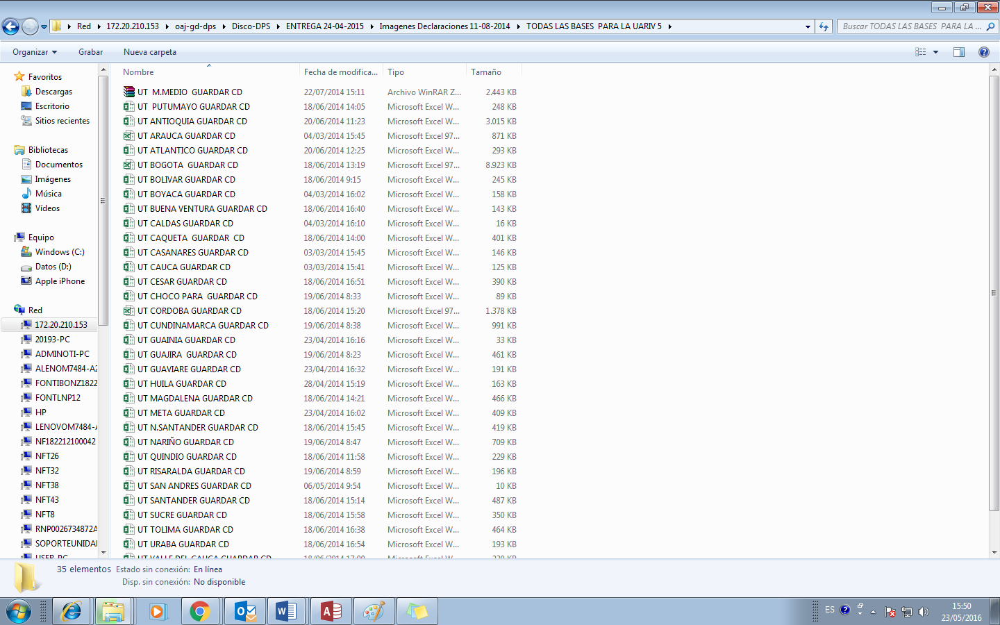 Red ▸ 172.20.210.153 ▸ oaj-gd-dps ▸ Disco-DPS ▸ ENTREGA 24-04-2015 ▸ Imagenes Declaraciones 11-08-2014 ▸ TODAS LAS BASES  PARA LA UARIV 5 ▸
Buscar TODAS LAS BASES  PARA LA ...
Organizar Grabar Nueva carpeta
Favoritos
Descargas
Escritorio
Sitios recientes
Bibliotecas
Documentos
Imágenes
Música
Vídeos
Equipo
Windows (C:)
Datos (D:)
Apple iPhone
Red
172.20.210.153
20193-PC
ADMINOTI-PC
ALENOM7484-A2
FONTIBONZ1822
FONTLNP12
HP
LENOVOM7484-A
NF182212100042
NFT26
NFT32
NFT38
NFT43
NFT8
RNP0026734872A
SOPORTEUNIDAI
USER-PC
Nombre Fecha de modifica... Tipo Tamaño
UT  M.MEDIO  GUARDAR CD 22/07/2014 15:11 Archivo WinRAR Z... 2.443 KB
UT  PUTUMAYO GUARDAR CD 18/06/2014 14:05 Microsoft Excel W... 248 KB
UT ANTIOQUIA GUARDAR CD 20/06/2014 11:23 Microsoft Excel W... 3.015 KB
UT ARAUCA GUARDAR CD 04/03/2014 15:45 Microsoft Excel 97... 871 KB
UT ATLANTICO GUARDAR CD 20/06/2014 12:25 Microsoft Excel W... 293 KB
UT BOGOTA  GUARDAR CD 18/06/2014 13:19 Microsoft Excel 97... 8.923 KB
UT BOLIVAR GUARDAR CD 18/06/2014 9:15 Microsoft Excel W... 245 KB
UT BOYACA GUARDAR CD 04/03/2014 16:02 Microsoft Excel W... 158 KB
UT BUENA VENTURA GUARDAR CD 18/06/2014 16:40 Microsoft Excel W... 143 KB
UT CALDAS GUARDAR CD 04/03/2014 16:10 Microsoft Excel W... 16 KB
UT CAQUETA  GUARDAR  CD 18/06/2014 14:00 Microsoft Excel W... 401 KB
UT CASANARES GUARDAR CD 03/03/2014 15:45 Microsoft Excel W... 146 KB
UT CAUCA GUARDAR CD 03/03/2014 15:41 Microsoft Excel W... 125 KB
UT CESAR GUARDAR CD 18/06/2014 16:51 Microsoft Excel W... 390 KB
UT CHOCO PARA  GUARDAR CD 19/06/2014 8:33 Microsoft Excel W... 89 KB
UT CORDOBA GUARDAR CD 18/06/2014 15:20 Microsoft Excel 97... 1.378 KB
UT CUNDINAMARCA GUARDAR CD 19/06/2014 8:38 Microsoft Excel W... 991 KB
UT GUAINIA GUARDAR CD 23/04/2014 16:16 Microsoft Excel W... 33 KB
UT GUAJIRA  GUARDAR CD 19/06/2014 8:23 Microsoft Excel W... 461 KB
UT GUAVIARE GUARDAR CD 23/04/2014 16:32 Microsoft Excel W... 191 KB
UT HUILA GUARDAR CD 28/04/2014 15:19 Microsoft Excel W... 163 KB
UT MAGDALENA GUARDAR CD 18/06/2014 14:21 Microsoft Excel W... 466 KB
UT META GUARDAR CD 23/04/2014 16:02 Microsoft Excel W... 409 KB
UT N.SANTANDER GUARDAR CD 18/06/2014 15:45 Microsoft Excel W... 419 KB
UT NARIÑO GUARDAR CD 19/06/2014 8:47 Microsoft Excel W... 709 KB
UT QUINDIO GUARDAR CD 18/06/2014 11:58 Microsoft Excel W... 229 KB
UT RISARALDA GUARDAR CD 19/06/2014 8:59 Microsoft Excel W... 196 KB
UT SAN ANDRES GUARDAR CD 06/05/2014 9:54 Microsoft Excel W... 10 KB
UT SANTANDER GUARDAR CD 18/06/2014 15:14 Microsoft Excel W... 487 KB
UT SUCRE GUARDAR CD 18/06/2014 15:58 Microsoft Excel W... 350 KB
UT TOLIMA GUARDAR CD 18/06/2014 16:38 Microsoft Excel W... 464 KB
UT URABA GUARDAR CD 18/06/2014 16:54 Microsoft Excel W... 193 KB
UT VALLE DEL CAUCA GUARDAR CD 18/06/2014 17:00 Microsoft Excel W...
35 elementos Estado sin conexión: En línea
Disp. sin conexión: No disponible
ES
15:50
23/05/2016